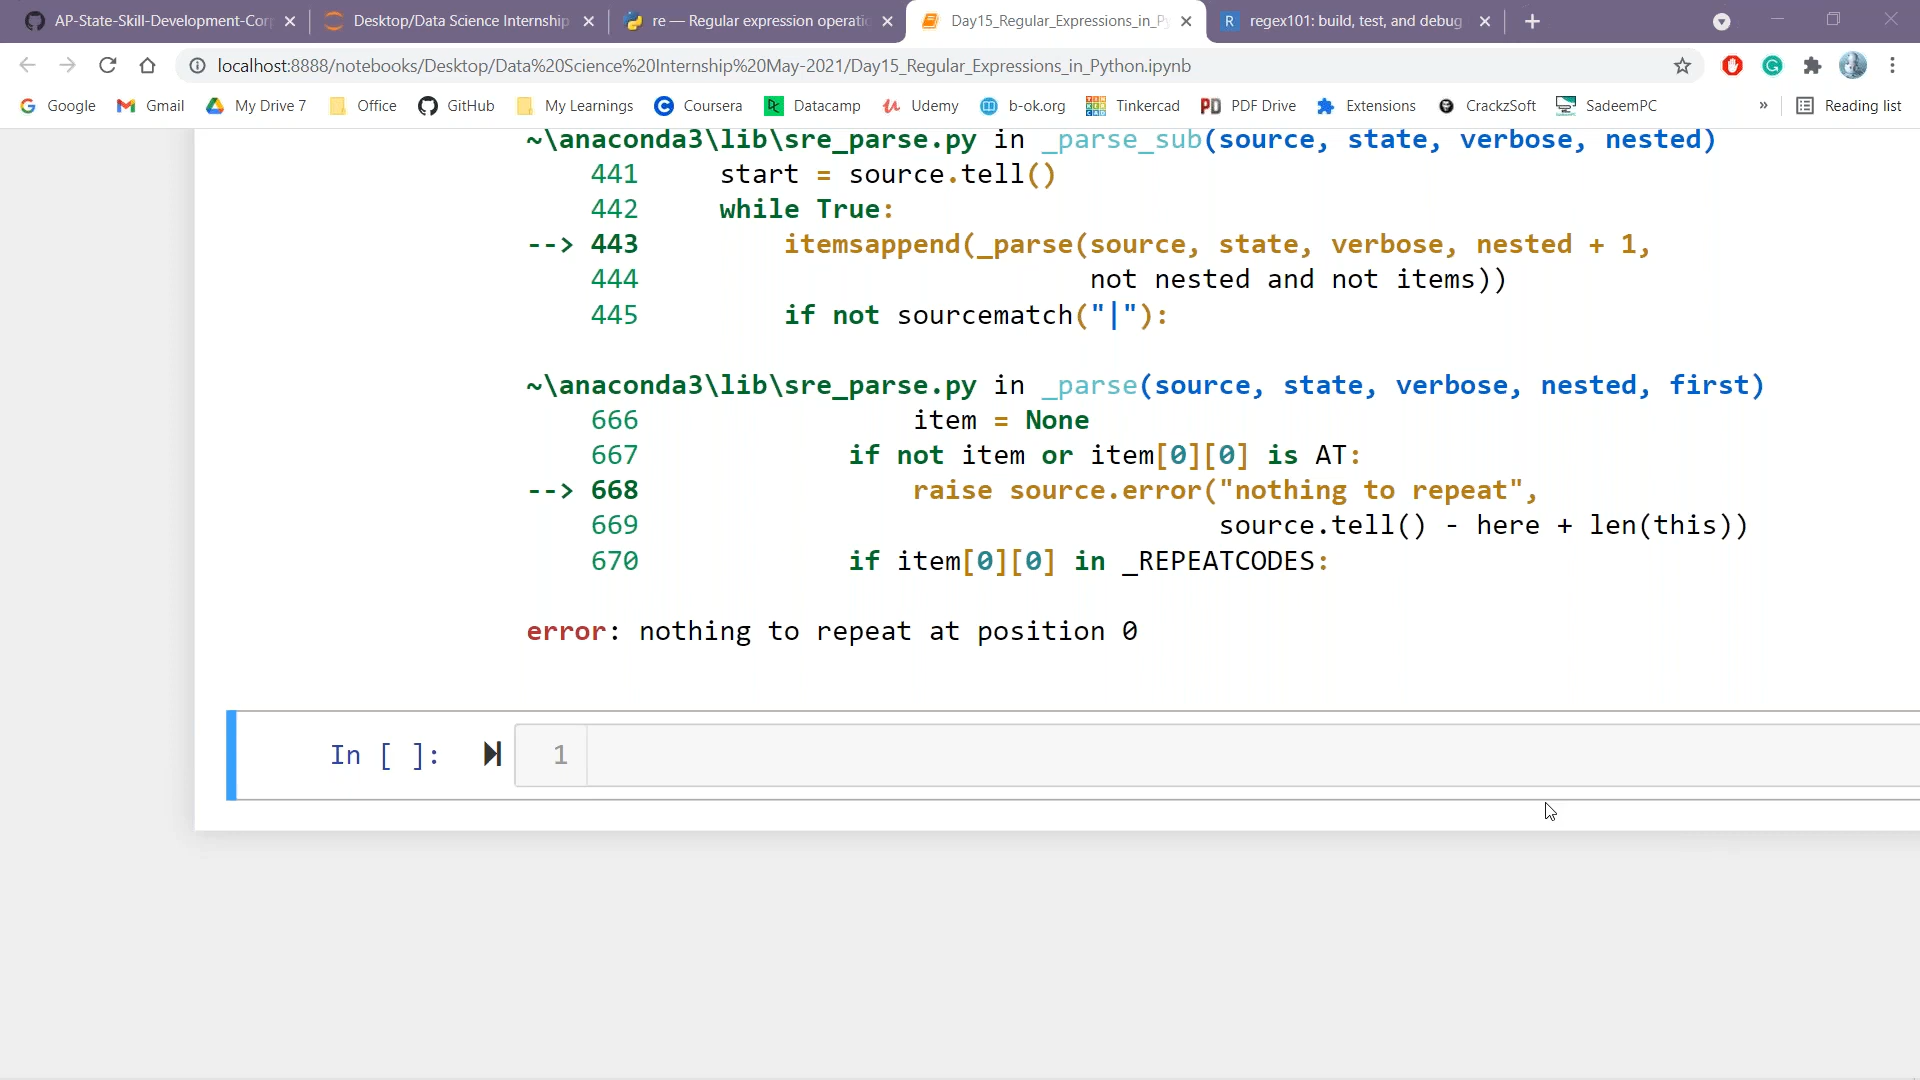 AP-State-Skill-Development-Cor
Desktop/Data Science Internship
re — Regular expression operatio
Day15_Regular_Expressions_in_Py
regex101: build, test, and debug
localhost:8888/notebooks/Desktop/Data%20Science%20Internship%20May-2021/Day15_Regular_Expressions_in_Python.ipynb
Google Gmail My Drive 7 Office GitHub My Learnings Coursera Datacamp Udemy b-ok.org Tinkercad PDF Drive Extensions CrackzSoft SadeemPC » Reading list
~\anaconda3\lib\sre_parse.py in _parse_sub(source, state, verbose, nested)
441     start = source.tell()
442     while True:
--> 443         itemsappend(_parse(source, state, verbose, nested + 1,
444                            not nested and not items))
445         if not sourcematch("|"):
~\anaconda3\lib\sre_parse.py in _parse(source, state, verbose, nested, first)
666                 item = None
667             if not item or item[0][0] is AT:
--> 668                 raise source.error("nothing to repeat",
669                                    source.tell() - here + len(this))
670             if item[0][0] in _REPEATCODES:
error: nothing to repeat at position 0
In [ ]: 1